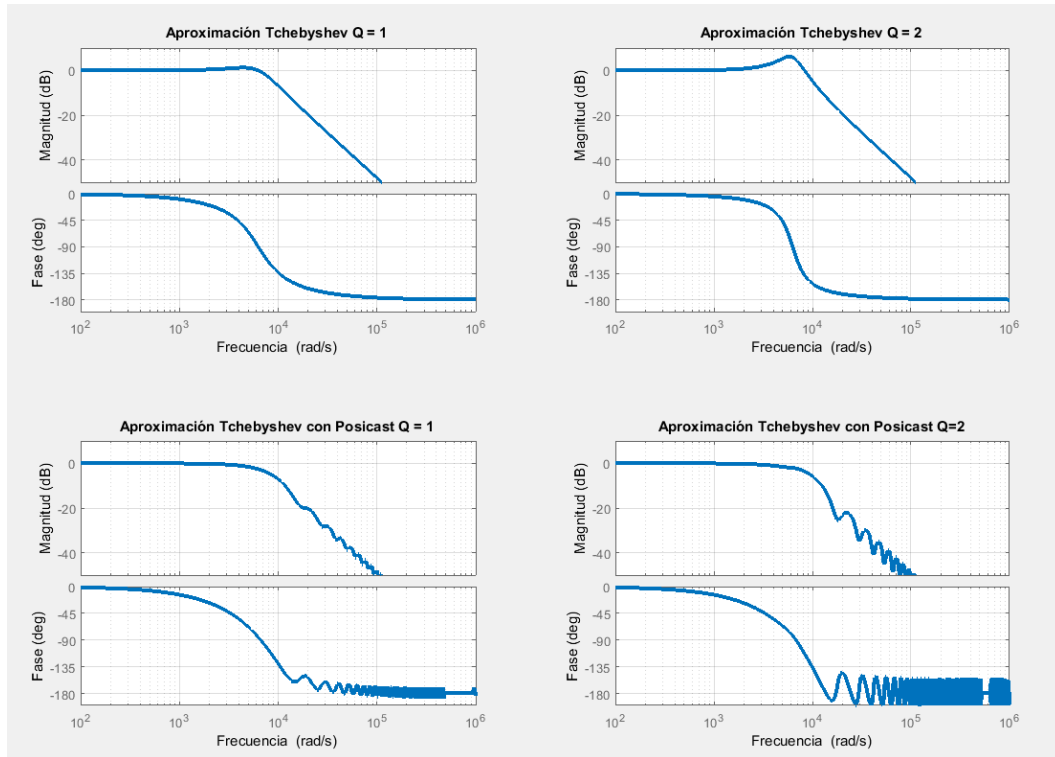 Aproximación Tchebyshev Q = 1
Magnitud (dB)
0
-20
-40
Fase (deg)
0
-45
-90
-135
-180
10^2 10^3 10^4 10^5 10^6
Frecuencia (rad/s)
Aproximación Tchebyshev Q = 2
Magnitud (dB)
0
-20
-40
Fase (deg)
0
-45
-90
-135
-180
10^2 10^3 10^4 10^5 10^6
Frecuencia (rad/s)
Aproximación Tchebyshev con Posicast Q = 1
Magnitud (dB)
0
-20
-40
Fase (deg)
0
-45
-90
-135
-180
10^2 10^3 10^4 10^5 10^6
Frecuencia (rad/s)
Aproximación Tchebyshev con Posicast Q=2
Magnitud (dB)
0
-20
-40
Fase (deg)
0
-45
-90
-135
-180
10^2 10^3 10^4 10^5 10^6
Frecuencia (rad/s)